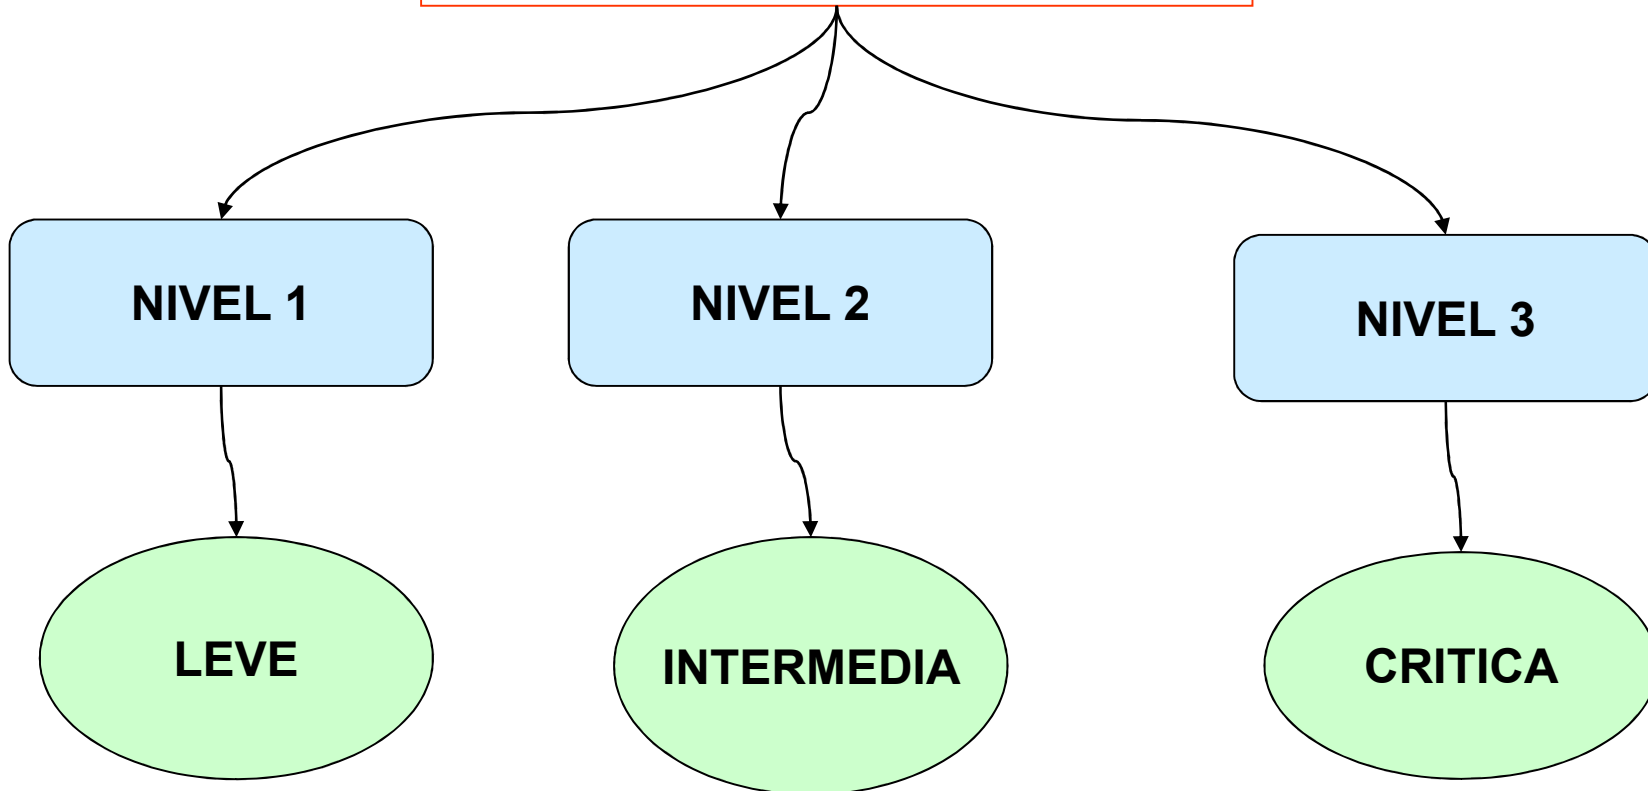 NIVEL 1
NIVEL 2
NIVEL 3
LEVE
INTERMEDIA
CRITICA